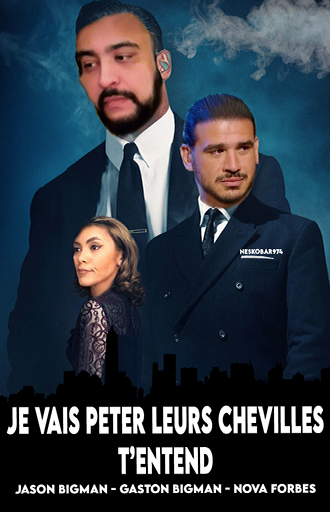 NESKOBAR974
JE VAIS PETER LEURS CHEVILLES
T'ENTEND
JASON BIGMAN - GASTON BIGMAN - NOVA FORBES